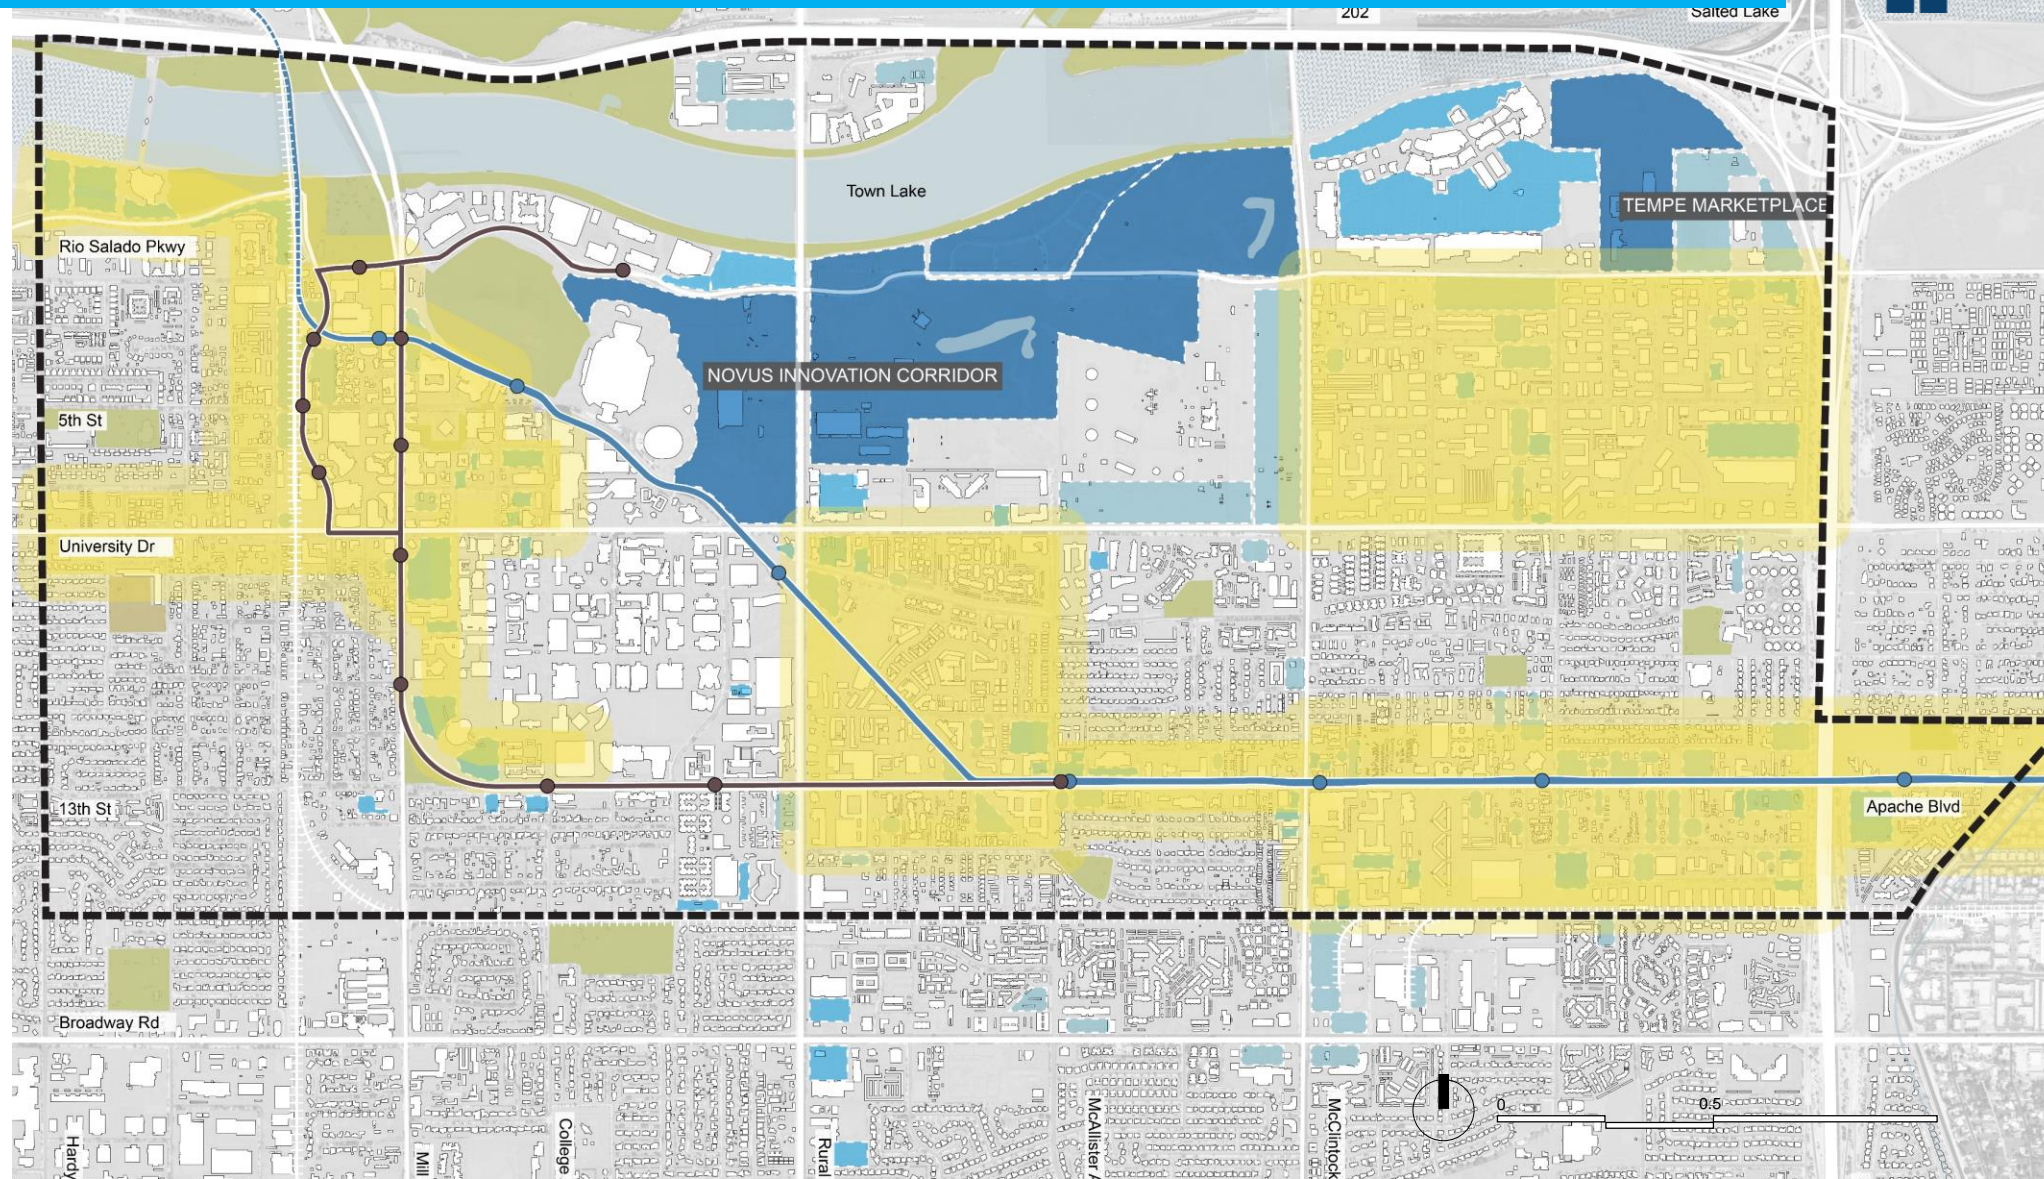 202
Salted Lake
Town Lake
TEMPE MARKETPLACE
Rio Salado Pkwy
NOVUS INNOVATION CORRIDOR
5th St
University Dr
13th St
Apache Blvd
Broadway Rd
0
0.5
Hardy
Mill
College
Rural
McAllister A
McClintock